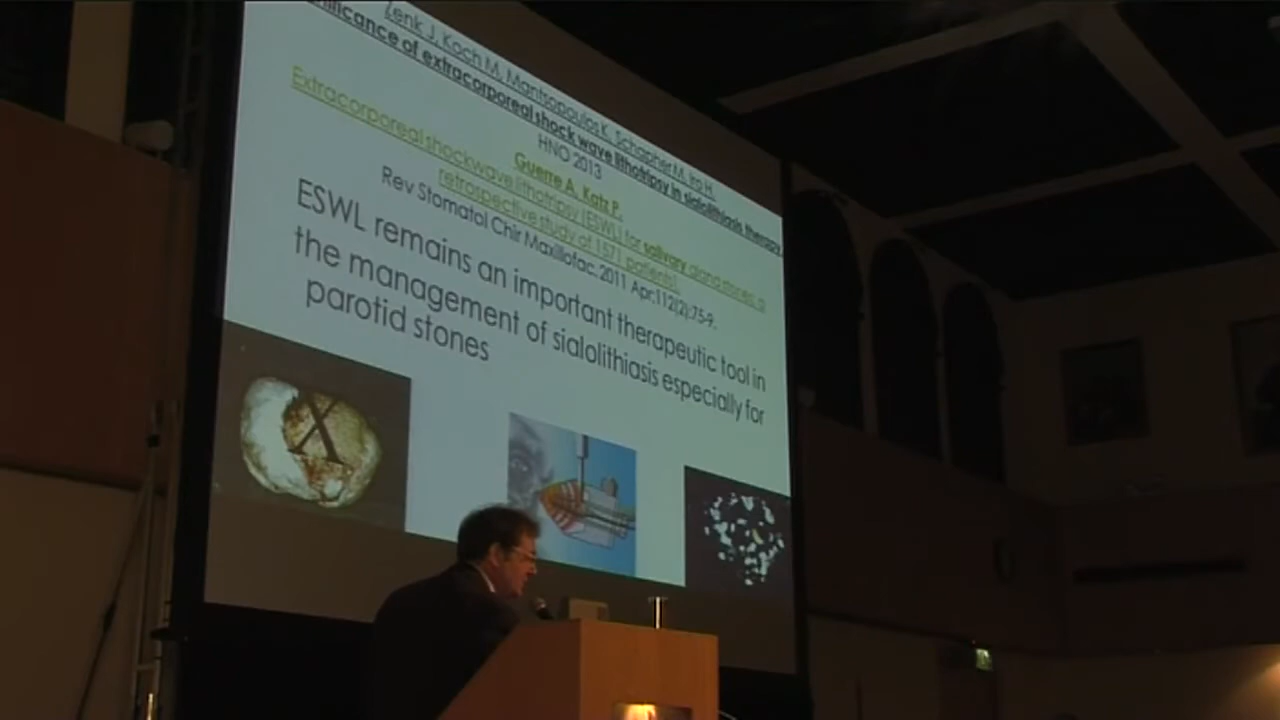 Zenk J, Koch M, Mantsopoulos K, Schapher M, Iro H.
nificance of extracorporeal shock wave lithotripsy in sialolithiasis therapy
HNO 2013
Guerre A, Katz P.
Extracorporeal shockwave lithotripsy (ESWL) for salivary gland stones: a
retrospective study of 1571 patients].
Rev Stomatol Chir Maxillofac. 2011 Apr;112(2):75-9.
ESWL remains an important therapeutic tool in
the management of sialolithiasis especially for
parotid stones
X